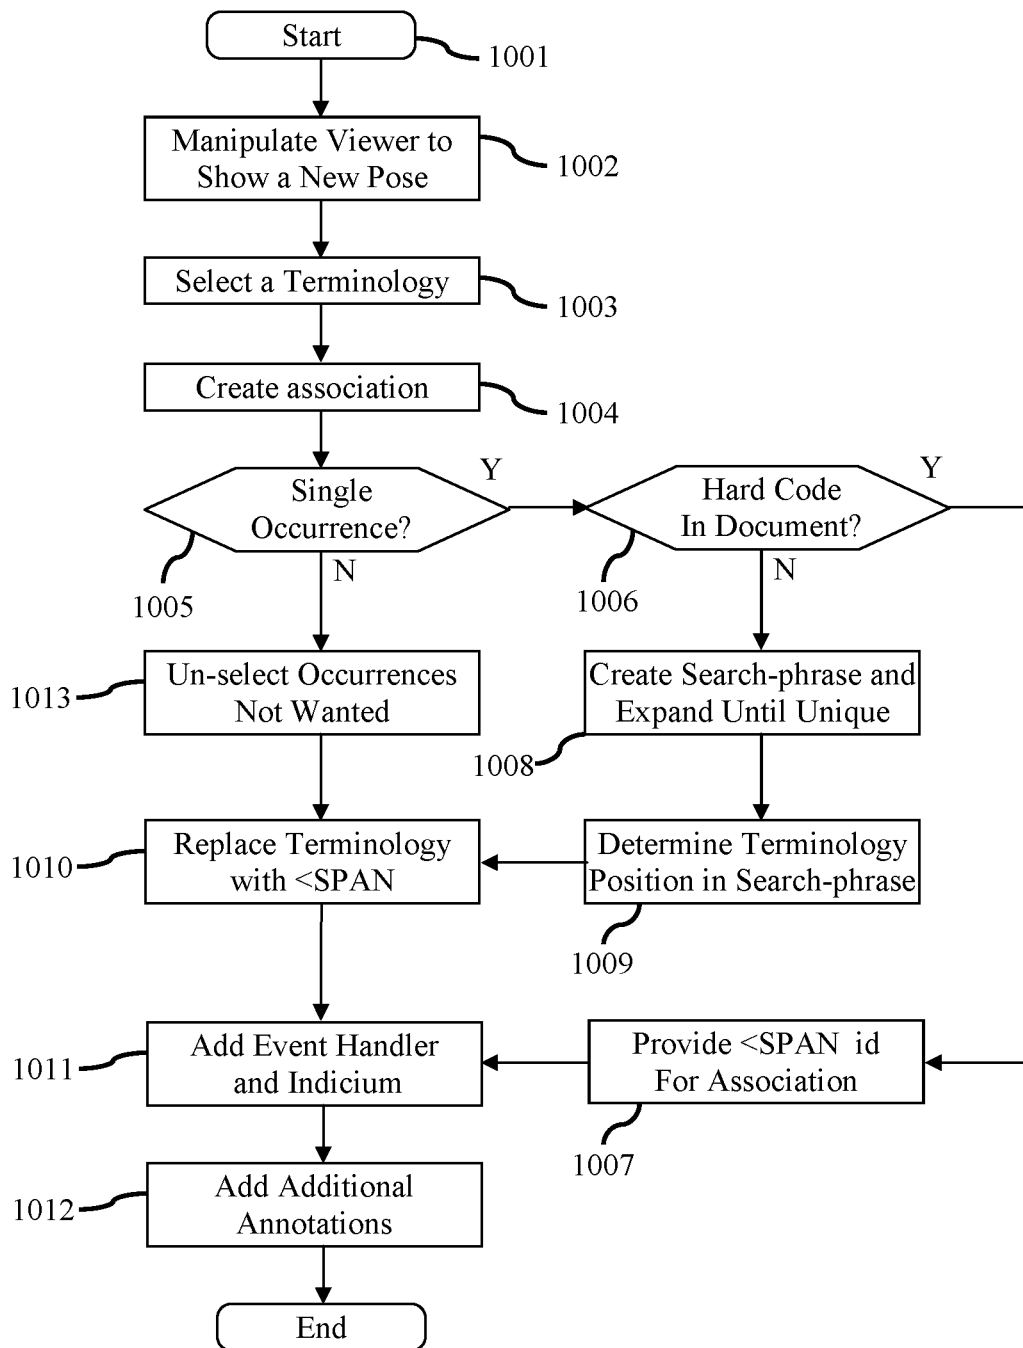 Start
1001
Manipulate Viewer to
Show a New Pose
1002
Select a Terminology
1003
Create association
1004
Single
Occurrence?
Y
N
1005
Hard Code
In Document?
Y
N
1006
Un-select Occurrences
Not Wanted
1013
Create Search-phrase and
Expand Until Unique
1008
Replace Terminology
with <SPAN
1010
Determine Terminology
Position in Search-phrase
1009
Add Event Handler
and Indicium
1011
Provide <SPAN id
For Association
1007
Add Additional
Annotations
1012
End